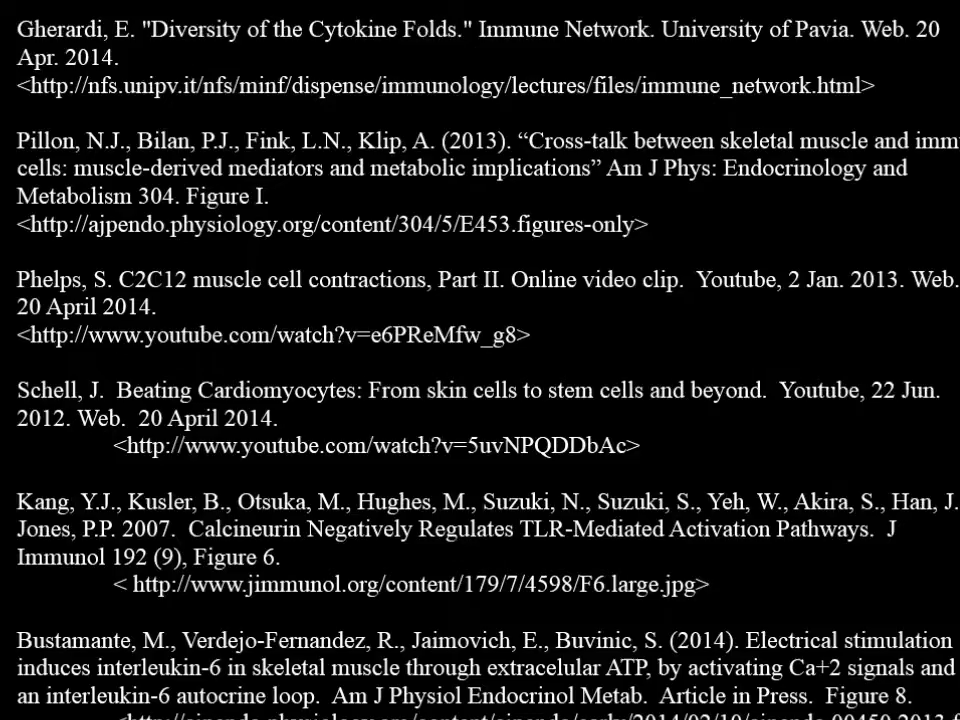 Gherardi, E. "Diversity of the Cytokine Folds." Immune Network. University of Pavia. Web. 20
Apr. 2014.
<http://nfs.unipv.it/nfs/minf/dispense/immunology/lectures/files/immune_network.html>
Pillon, N.J., Bilan, P.J., Fink, L.N., Klip, A. (2013). “Cross-talk between skeletal muscle and imm
cells: muscle-derived mediators and metabolic implications” Am J Phys: Endocrinology and
Metabolism 304. Figure I.
<http://ajpendo.physiology.org/content/304/5/E453.figures-only>
Phelps, S. C2C12 muscle cell contractions, Part II. Online video clip.  Youtube, 2 Jan. 2013. Web.
20 April 2014.
<http://www.youtube.com/watch?v=e6PReMfw_g8>
Schell, J.  Beating Cardiomyocytes: From skin cells to stem cells and beyond.  Youtube, 22 Jun.
2012. Web.  20 April 2014.
<http://www.youtube.com/watch?v=5uvNPQDDbAc>
Kang, Y.J., Kusler, B., Otsuka, M., Hughes, M., Suzuki, N., Suzuki, S., Yeh, W., Akira, S., Han, J.
Jones, P.P. 2007.  Calcineurin Negatively Regulates TLR-Mediated Activation Pathways.  J
Immunol 192 (9), Figure 6.
< http://www.jimmunol.org/content/179/7/4598/F6.large.jpg>
Bustamante, M., Verdejo-Fernandez, R., Jaimovich, E., Buvinic, S. (2014). Electrical stimulation
induces interleukin-6 in skeletal muscle through extracelular ATP, by activating Ca+2 signals and
an interleukin-6 autocrine loop.  Am J Physiol Endocrinol Metab.  Article in Press.  Figure 8.